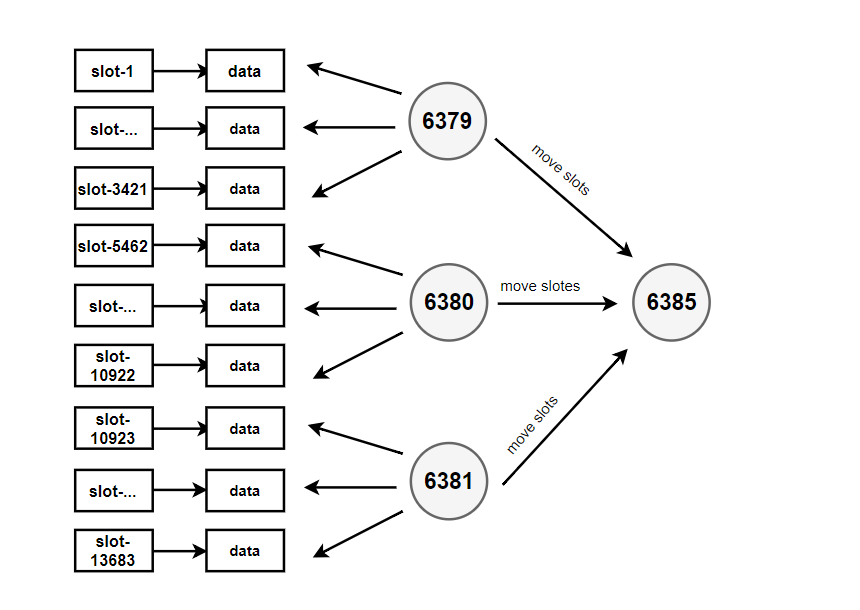 slot-1
data
slot-...
data
slot-3421
data
slot-5462
data
slot-...
data
slot-
10922
data
slot-
10923
data
slot-...
data
slot-
13683
data
6379
6380
6381
move slots
move slotes
move slots
6385